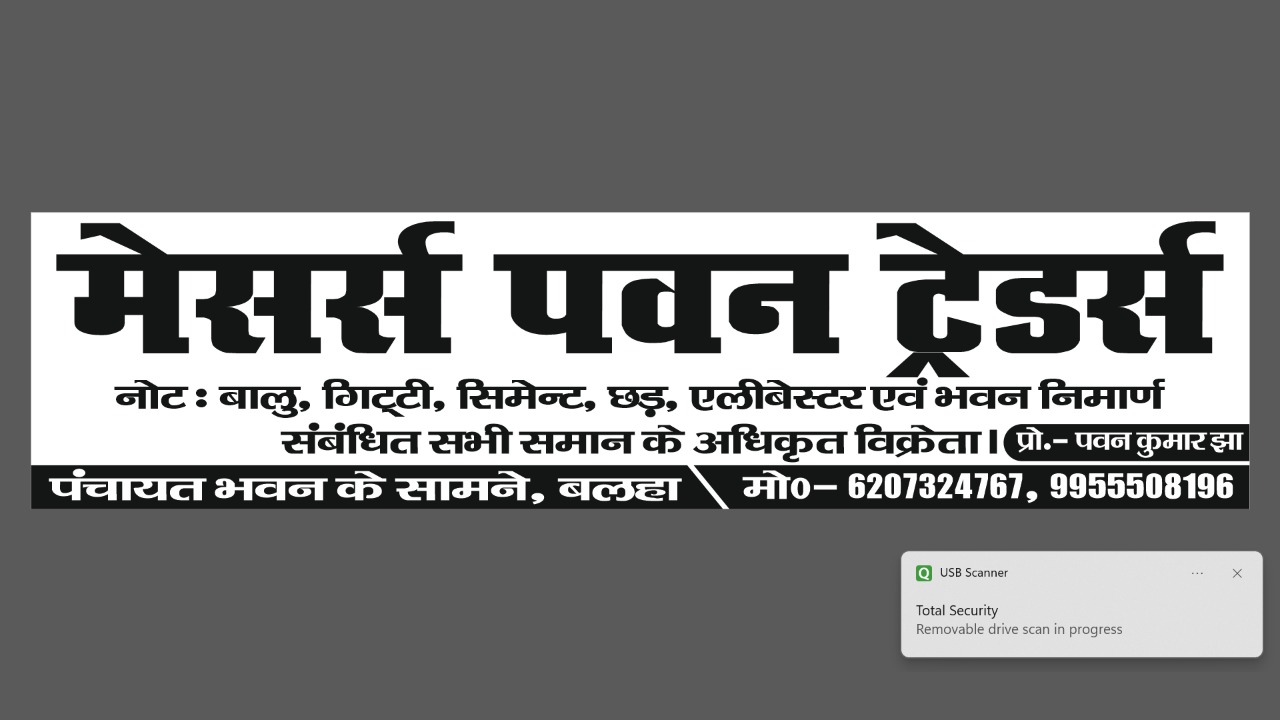 मेसर्स पवन ट्रेडर्स
नोट : बालु, गिट्टी, सिमेन्ट, छड़, एलीबेस्टर एवं भवन निमार्ण
संबंधित सभी समान के अधिकृत विक्रेता । प्रो.– पवन कुमार झा
पंचायत भवन के सामने, बलहा मो०– 6207324767, 9955508196
Q USB Scanner
Total Security
Removable drive scan in progress